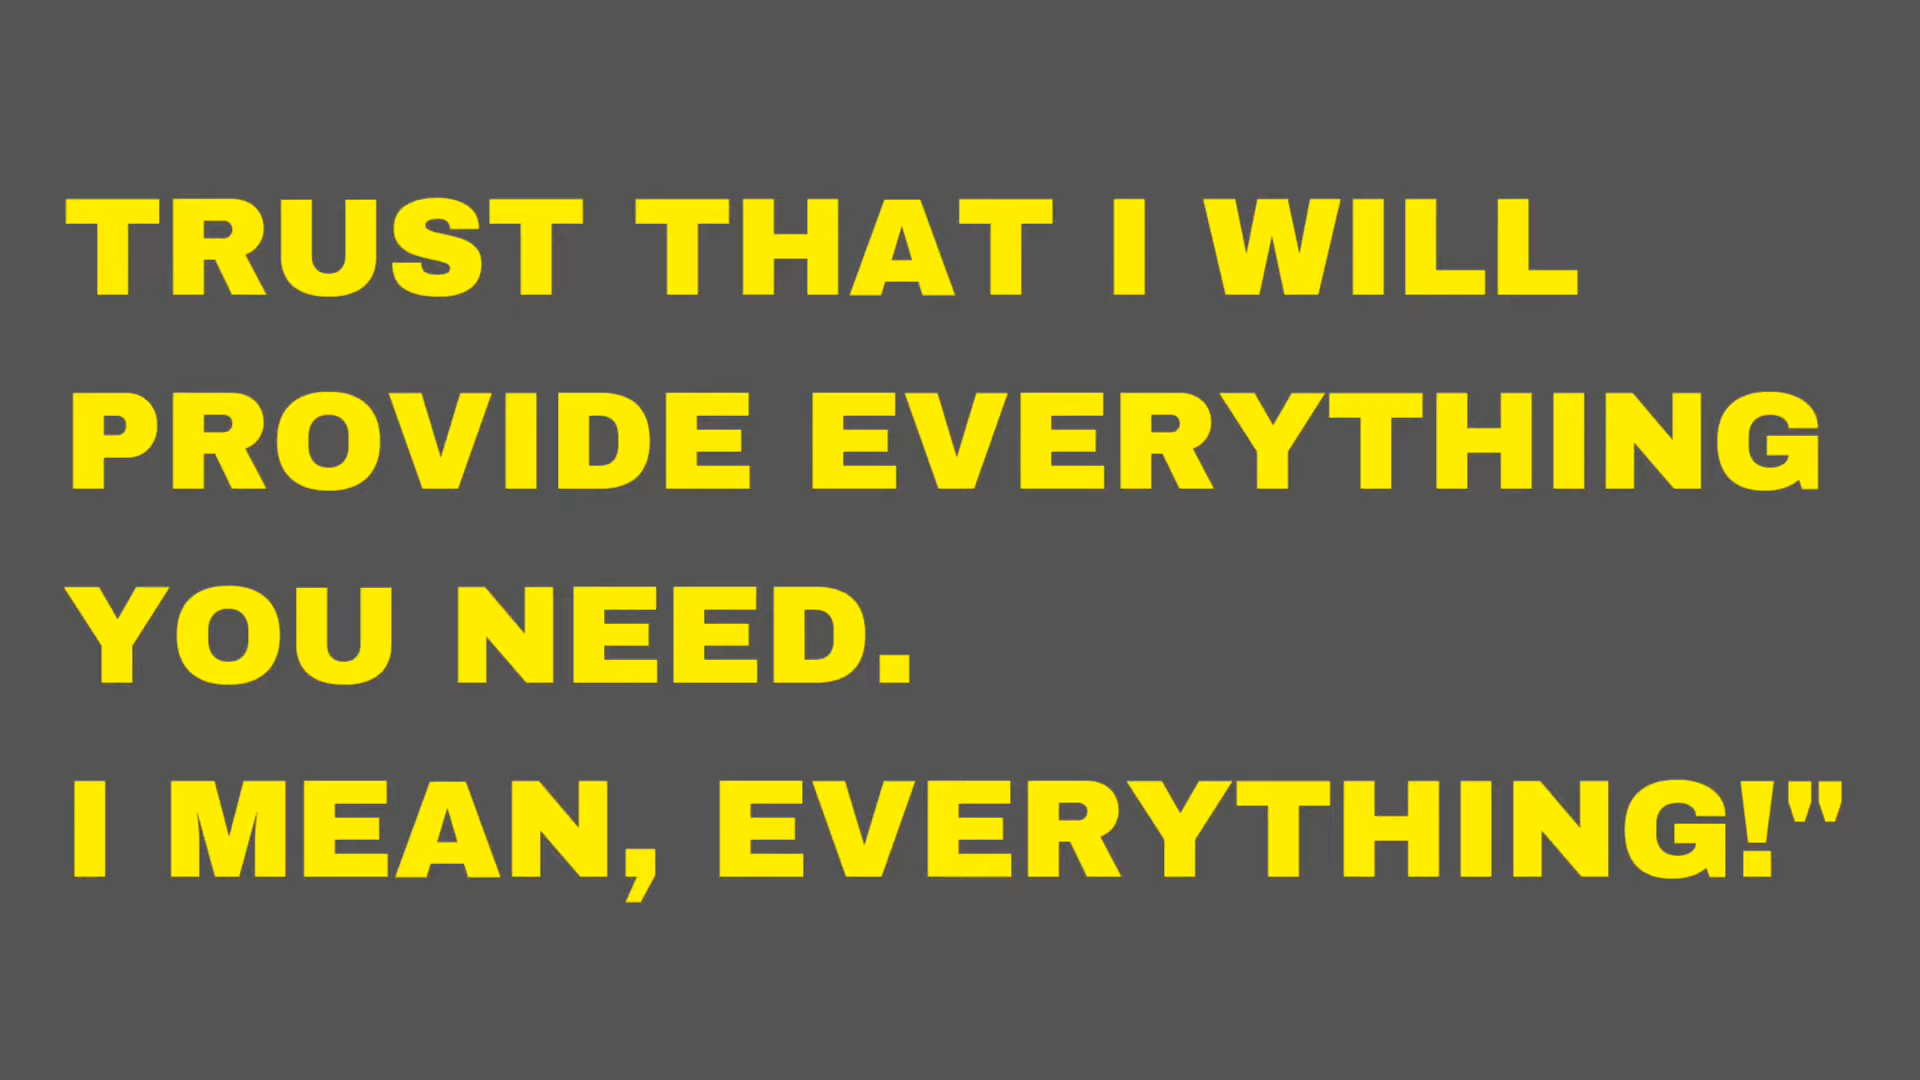 TRUST THAT I WILL
PROVIDE EVERYTHING
YOU NEED.
I MEAN, EVERYTHING!"